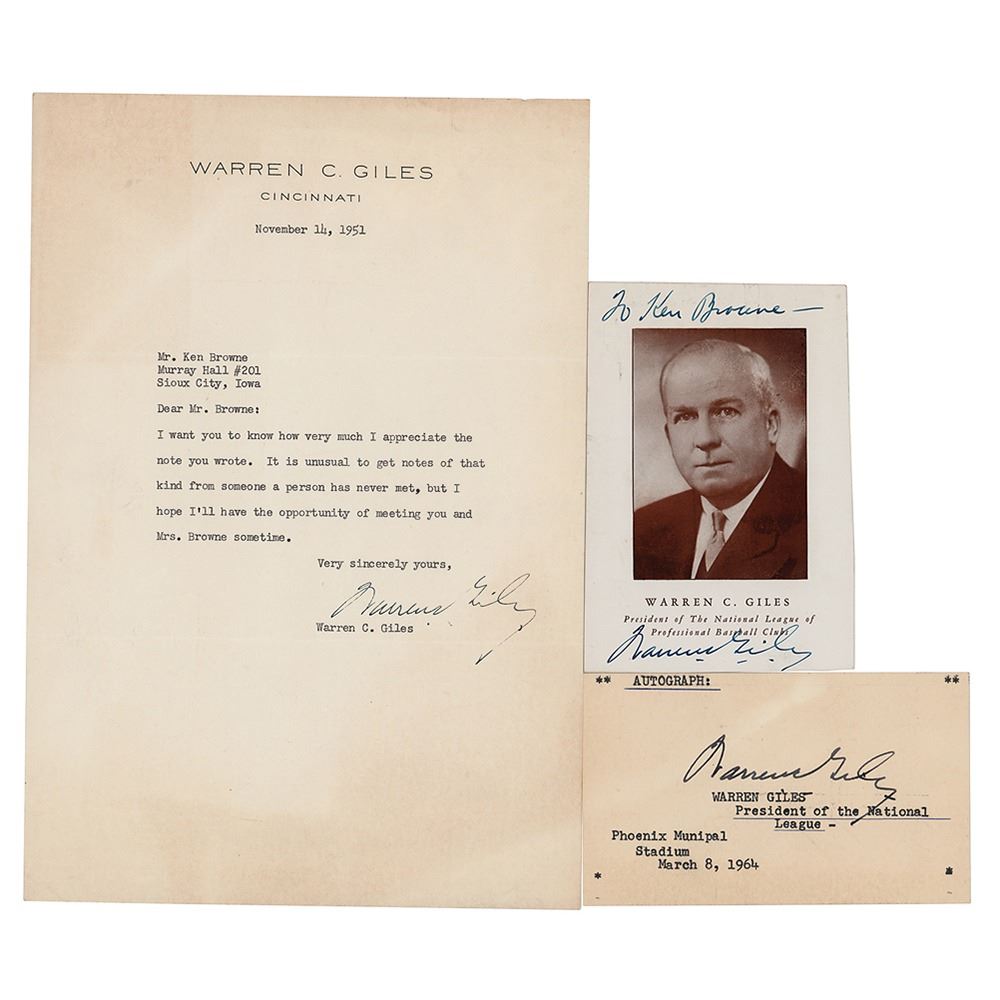 WARREN C. GILES
CINCINNATI
November 14, 1951
Mr. Ken Browne
Murray Hall #201
Sioux City, Iowa
Dear Mr. Browne:
I want you to know how very much I appreciate the
note you wrote. It is unusual to get notes of that
kind from someone a person has never met, but I
hope I'll have the opportunity of meeting you and
Mrs. Browne sometime.
Very sincerely yours,
Warren Giles
Warren C. Giles
To Ken Browne —
WARREN C. GILES
President of The National League of
Professional Baseball Clubs
Warren Giles
** AUTOGRAPH: **
Warren Giles
WARREN GILES
President of the National
League -
Phoenix Munipal
Stadium
March 8, 1964
* *